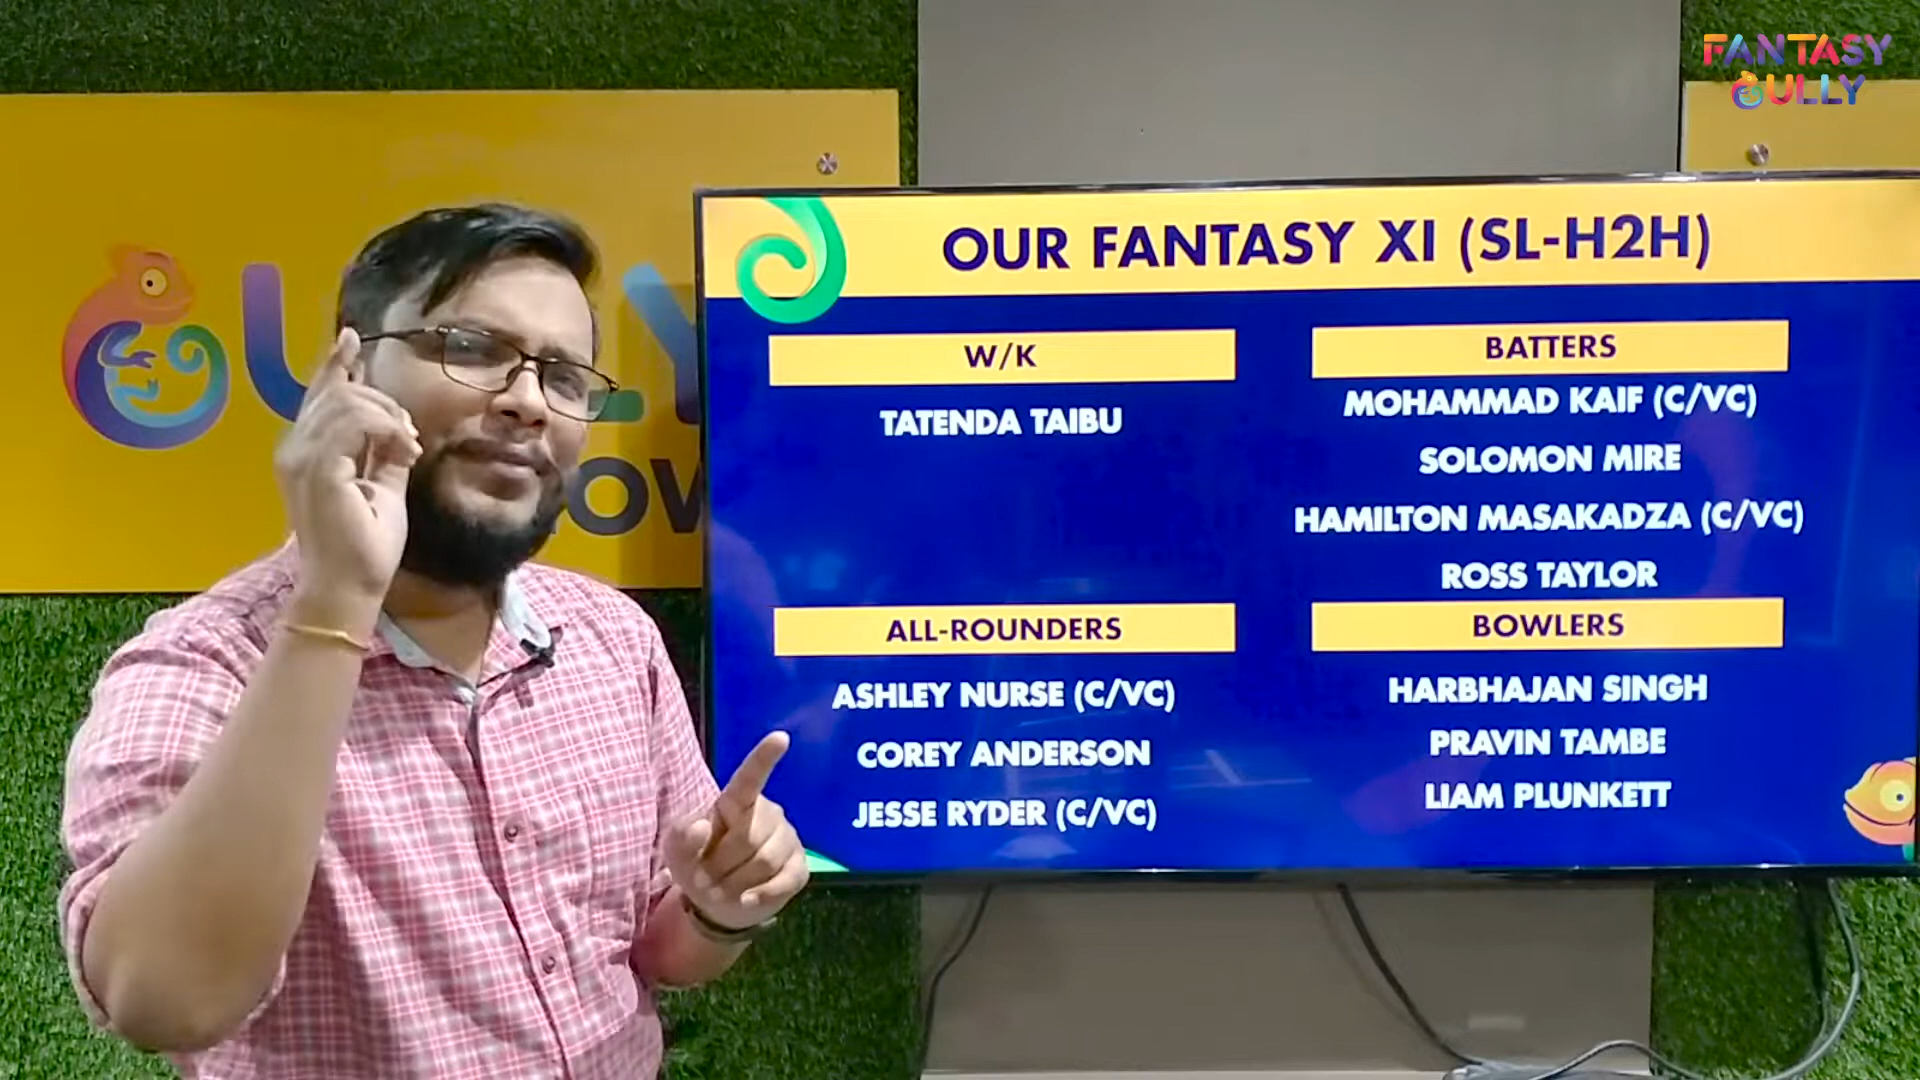 FANTASY
GULLY
OUR FANTASY XI (SL-H2H)
W/K
TATENDA TAIBU
BATTERS
MOHAMMAD KAIF (C/VC)
SOLOMON MIRE
HAMILTON MASAKADZA (C/VC)
ROSS TAYLOR
ALL-ROUNDERS
ASHLEY NURSE (C/VC)
COREY ANDERSON
JESSE RYDER (C/VC)
BOWLERS
HARBHAJAN SINGH
PRAVIN TAMBE
LIAM PLUNKETT